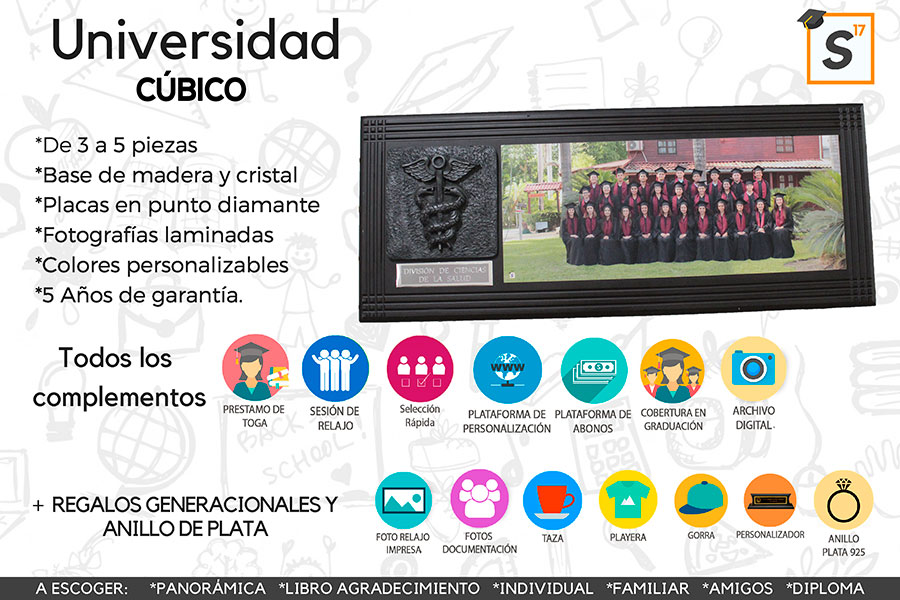 Universidad
CÚBICO
S
17
*De 3 a 5 piezas
*Base de madera y cristal
*Placas en punto diamante
*Fotografías laminadas
*Colores personalizables
*5 Años de garantía.
DIVISIÓN DE CIENCIAS
DE LA SALUD
Todos los
complementos
PRESTAMO DE
TOGA
SESIÓN DE
RELAJO
Selección
Rápida
WWW
PLATAFORMA DE
PERSONALIZACIÓN
PLATAFORMA DE
ABONOS
COBERTURA EN
GRADUACIÓN
ARCHIVO
DIGITAL
BACK
SCHOOL!
+ REGALOS GENERACIONALES Y
ANILLO DE PLATA
FOTO RELAJO
IMPRESA
FOTOS
DOCUMENTACIÓN
TAZA
PLAYERA
GORRA
PERSONALIZADOR
ANILLO
PLATA 925
A ESCOGER: *PANORÁMICA *LIBRO AGRADECIMIENTO *INDIVIDUAL *FAMILIAR *AMIGOS *DIPLOMA